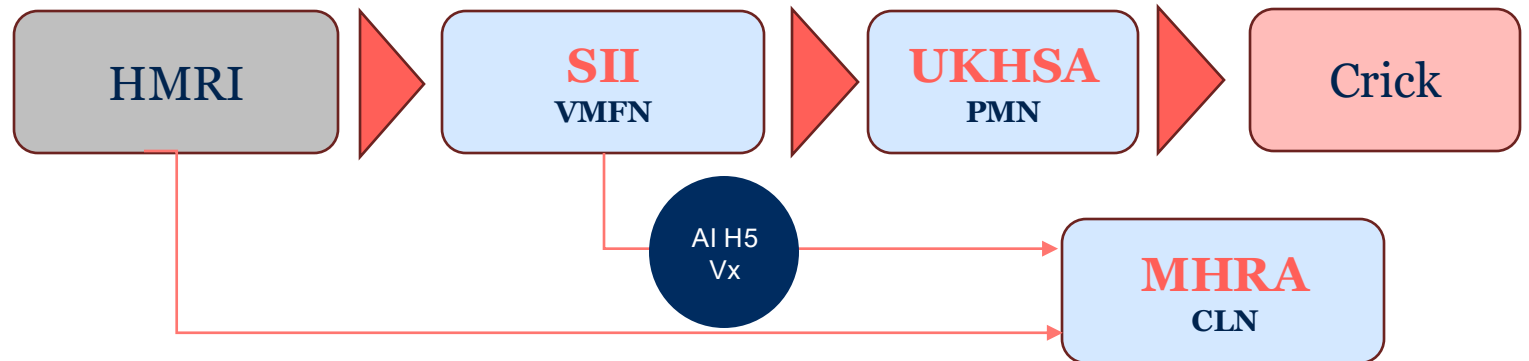 HMRI
SII
VMFN
UKHSA
PMN
Crick
AI H5
Vx
MHRA
CLN